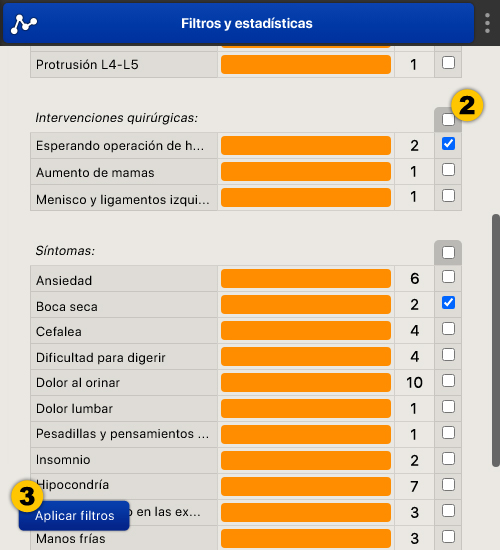 Filtros y estadísticas
Protrusión L4-L5 1
2
Intervenciones quirúrgicas:
Esperando operación de h... 2
Aumento de mamas 1
Menisco y ligamentos izqui... 1
Síntomas:
Ansiedad 6
Boca seca 2
Cefalea 4
Dificultad para digerir 4
Dolor al orinar 10
Dolor lumbar 1
Pesadillas y pensamientos ... 1
Insomnio 2
Hipocondría 7
3
Aplicar filtros
en las ex... 3
Manos frías 3